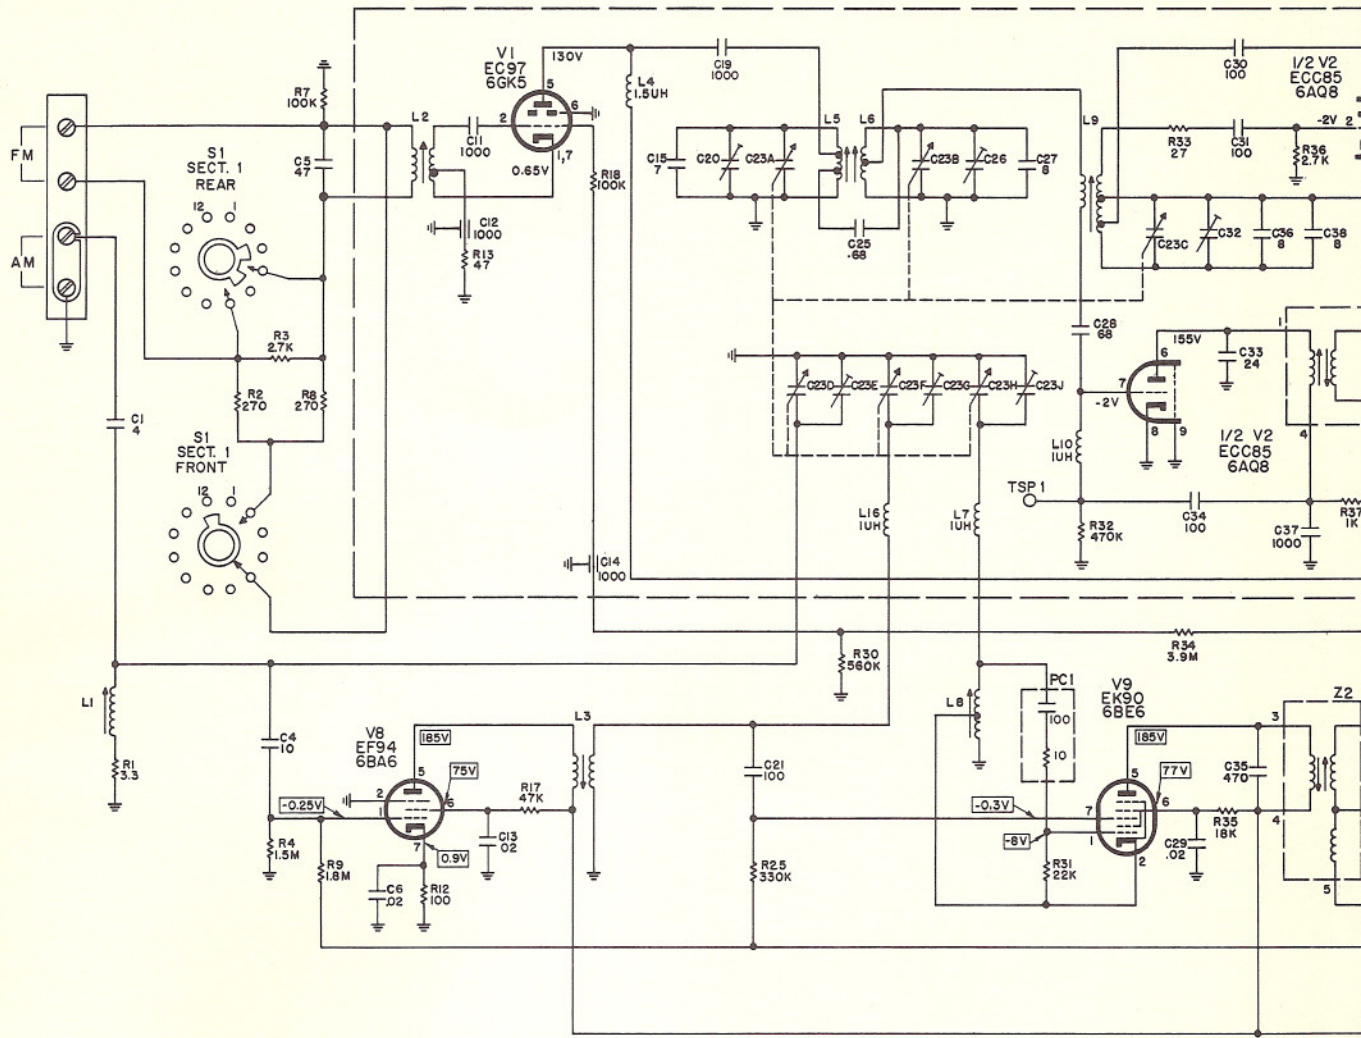 V1
EC97
6GK5
130V
5
6
2
1,7
0.65V
C19
1000
L4
1.5UH
C30
100
1/2 V2
ECC85
6AQ8
-2V 2
R7
100K
L2
C11
1000
FM
AM
S1
SECT. 1
REAR
12
1
C5
47
R18
100K
C12
1000
R13
47
C15
7
C20
C23A
L5
L6
C23B
C26
C27
8
C25
.68
L9
R33
27
C31
100
R36
2.7K
C23C
C32
C36
8
C38
8
R3
2.7K
R2
270
R8
270
C1
4
S1
SECT. 1
FRONT
12
1
C23D
C23E
C23F
C23G
C23H
C23J
C28
68
155V
6
7
-2V
8
9
C33
24
1
4
1/2 V2
ECC85
6AQ8
L10
1UH
TSP 1
L16
1UH
L7
1UH
R32
470K
C34
100
C37
1000
R37
1K
C14
1000
R30
560K
R34
3.9M
L1
R1
3.3
C4
10
V8
EF94
6BA6
185V
5
75V
2
6
1
-0.25V
7
0.9V
R4
1.5M
R9
1.8M
C6
.02
R12
100
C13
.02
R17
47K
L3
C21
100
R25
330K
L8
PC1
100
10
-0.3V
-8V
R31
22K
V9
EK90
6BE6
185V
5
77V
7
6
1
2
R35
18K
C29
.02
C35
470
Z2
3
4
5